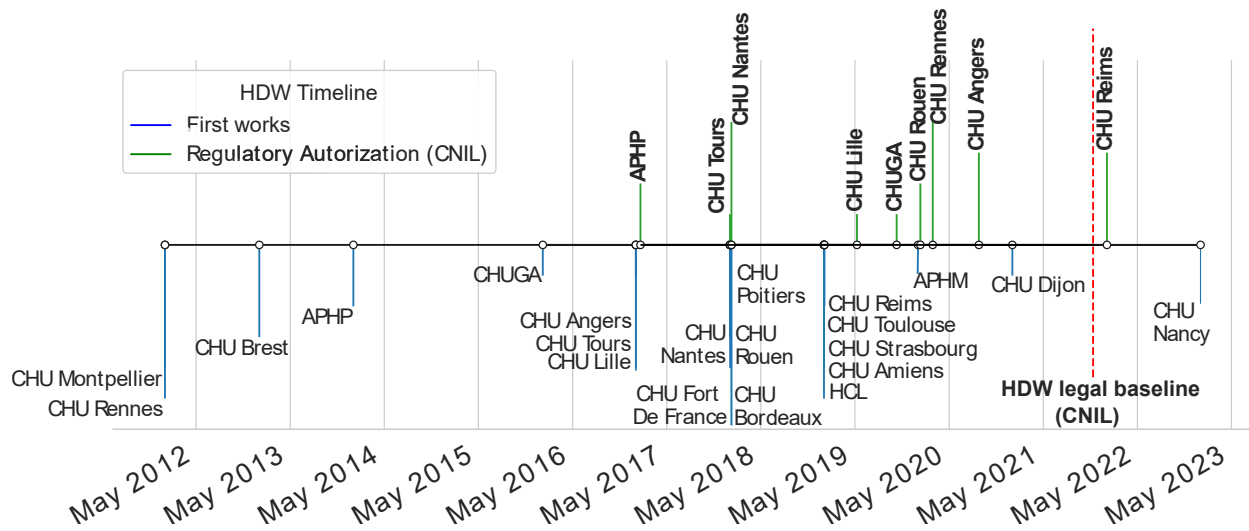 HDW Timeline
First works
Regulatory Autorization (CNIL)
APHP
CHU Tours
CHU Nantes
CHU Lille
CHUGA
CHU Rouen
CHU Rennes
CHU Angers
CHU Reims
CHU Montpellier
CHU Rennes
CHU Brest
APHP
CHUGA
CHU Angers
CHU Tours
CHU Lille
CHU
Nantes
CHU Fort
De France
CHU
Poitiers
CHU
Rouen
CHU
Bordeaux
CHU Reims
CHU Toulouse
CHU Strasbourg
CHU Amiens
HCL
APHM
CHU Dijon
HDW legal baseline
(CNIL)
CHU
Nancy
May 2012
May 2013
May 2014
May 2015
May 2016
May 2017
May 2018
May 2019
May 2020
May 2021
May 2022
May 2023